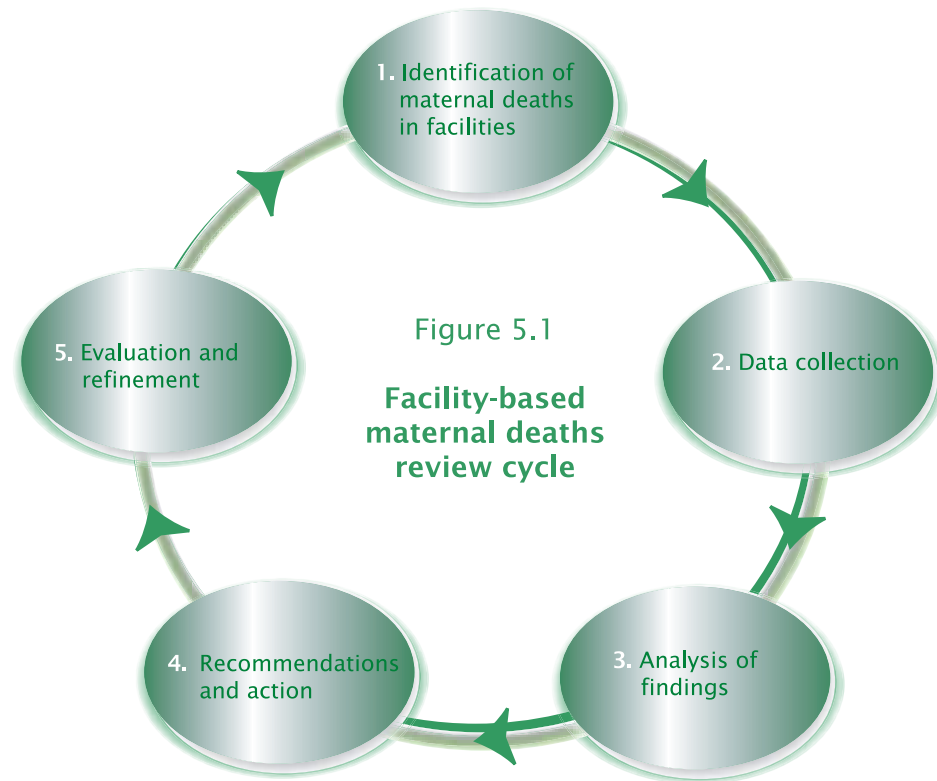 1. Identification of
maternal deaths
in facilities
2. Data collection
3. Analysis of
findings
4. Recommendations
and action
5. Evaluation and
refinement
Figure 5.1
Facility-based
maternal deaths
review cycle